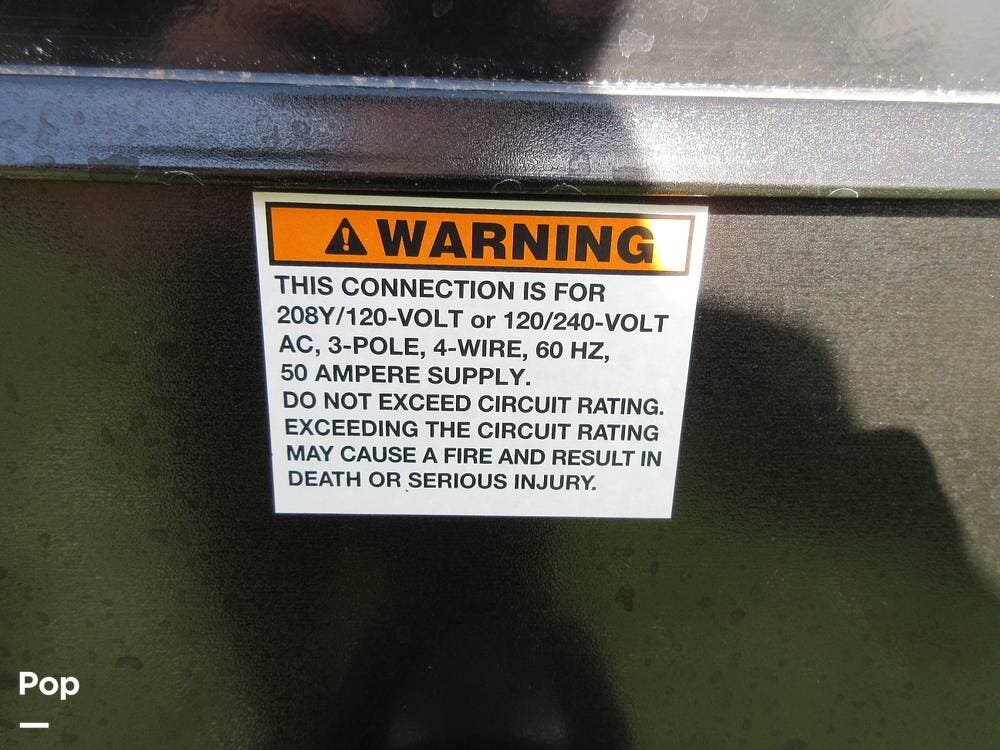 WARNING
THIS CONNECTION IS FOR
208Y/120-VOLT or 120/240-VOLT
AC, 3-POLE, 4-WIRE, 60 HZ,
50 AMPERE SUPPLY.
DO NOT EXCEED CIRCUIT RATING.
EXCEEDING THE CIRCUIT RATING
MAY CAUSE A FIRE AND RESULT IN
DEATH OR SERIOUS INJURY.
Pop